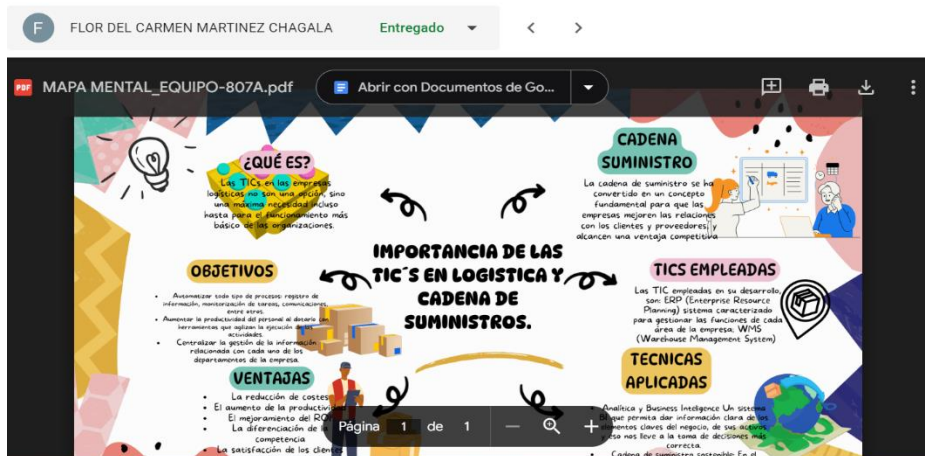 F FLOR DEL CARMEN MARTINEZ CHAGALA Entregado
PDF MAPA MENTAL_EQUIPO-807A.pdf Abrir con Documentos de Go...
¿QUÉ ES?
Las TICs en las empresas
logísticas no son una opción, sino
una máxima necesidad incluso
hasta para el funcionamiento más
básico de las organizaciones.
OBJETIVOS
• Automatizar todo tipo de procesos: registro de
información, monitorización de tareas, comunicaciones,
entre otros.
• Aumentar la productividad del personal al dotarlo con
herramientas que agilizan la ejecución de las
actividades.
• Centralizar la gestión de la información
relacionada con cada uno de los
departamentos de la empresa.
VENTAJAS
• La reducción de costes
• El aumento de la productividad
• El mejoramiento del ROI
• La diferenciación de la
competencia
• La satisfacción de los clientes
IMPORTANCIA DE LAS
TIC´S EN LOGISTICA Y
CADENA DE
SUMINISTROS.
CADENA
SUMINISTRO
La cadena de suministro se ha
convertido en un concepto
fundamental para que las
empresas mejoren las relaciones
con los clientes y proveedores, y
alcancen una ventaja competitiva
TICS EMPLEADAS
Las TIC empleadas en su desarrollo,
son: ERP (Enterprise Resource
Planning) sistema caracterizado
para gestionar las funciones de cada
área de la empresa; WMS
(Warehouse Management System)
TECNICAS
APLICADAS
Analítica y Business Inteligence Un sistema
BI que permita dar información clara de los
elementos claves del negocio, de sus activos
y eso nos lleve a la toma de decisiones más
correcta.
• Cadena de suministro sostenible: En el
Página 1 de 1